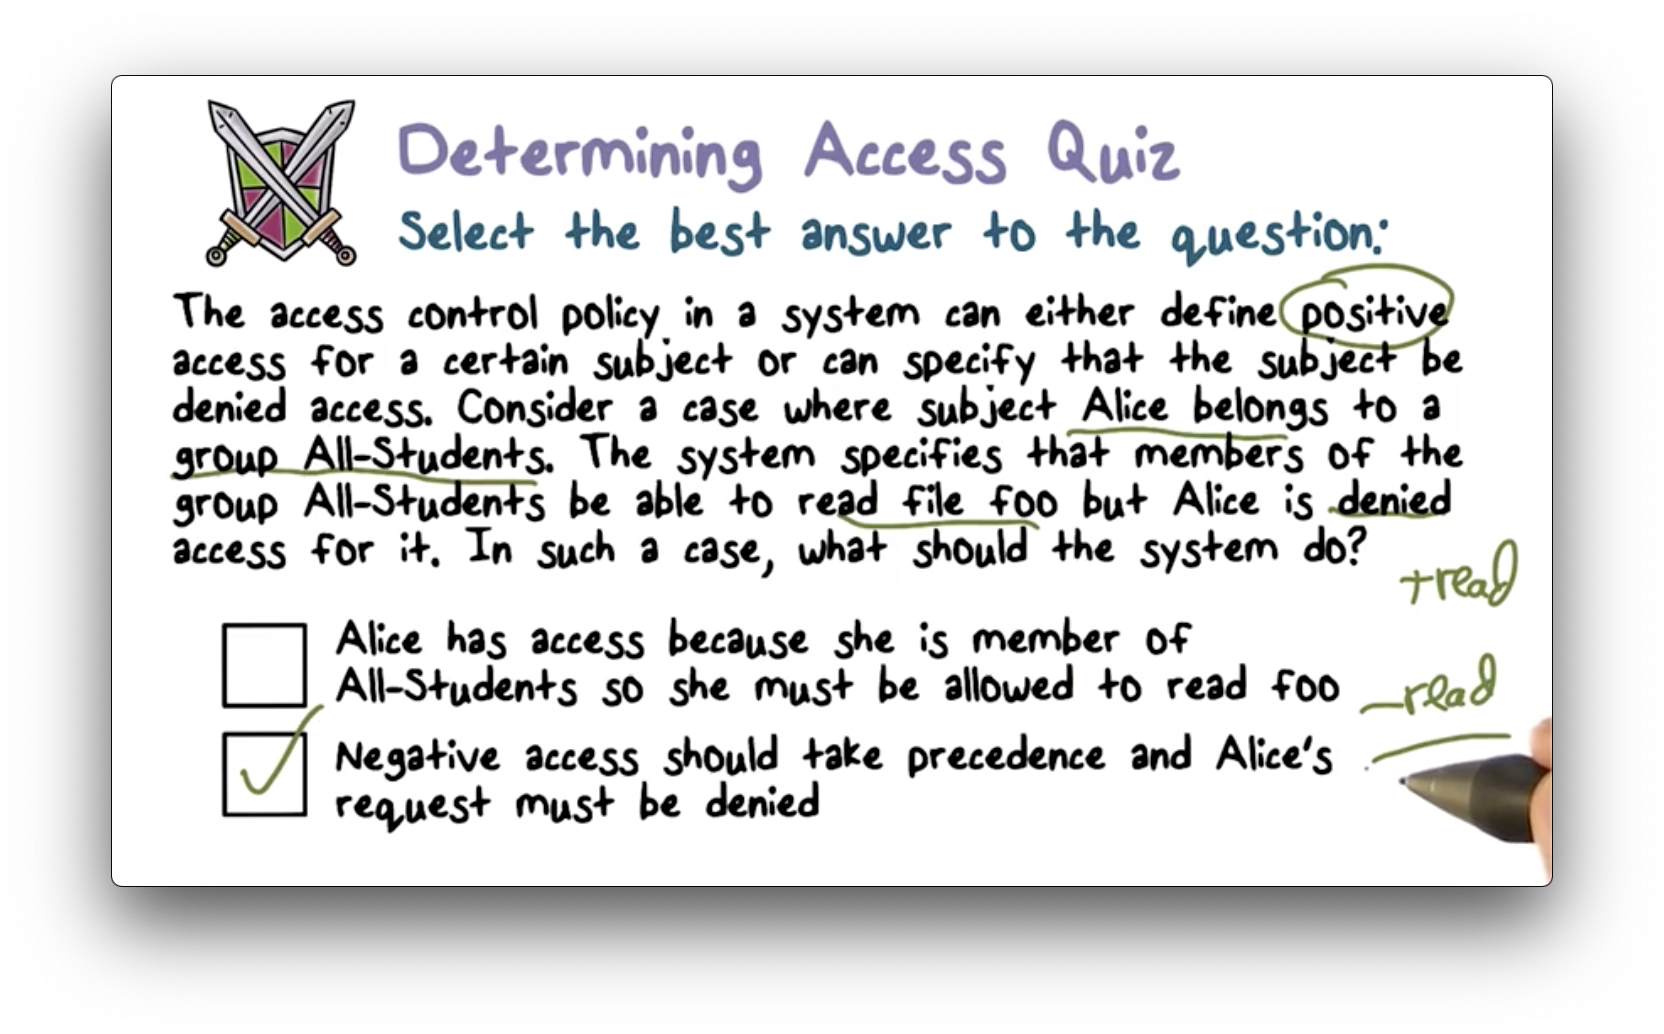 Determining Access Quiz
Select the best answer to the question:
The access control policy in a system can either define positive
access for a certain subject or can specify that the subject be
denied access. Consider a case where subject Alice belongs to a
group All-Students. The system specifies that members of the
group All-Students be able to read file foo but Alice is denied
access for it. In such a case, what should the system do?
+read
Alice has access because she is member of
All-Students so she must be allowed to read foo
-read
Negative access should take precedence and Alice's
request must be denied